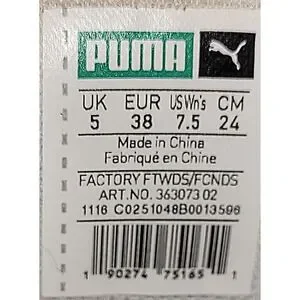 PUMA
UK EUR US Wn's CM
5 38 7.5 24
Made in China
Fabriqué en Chine
FACTORY FTWDS/FCNDS
ART.NO. 363073 02
1116 C0251048B0013596
1 90274 75165 1